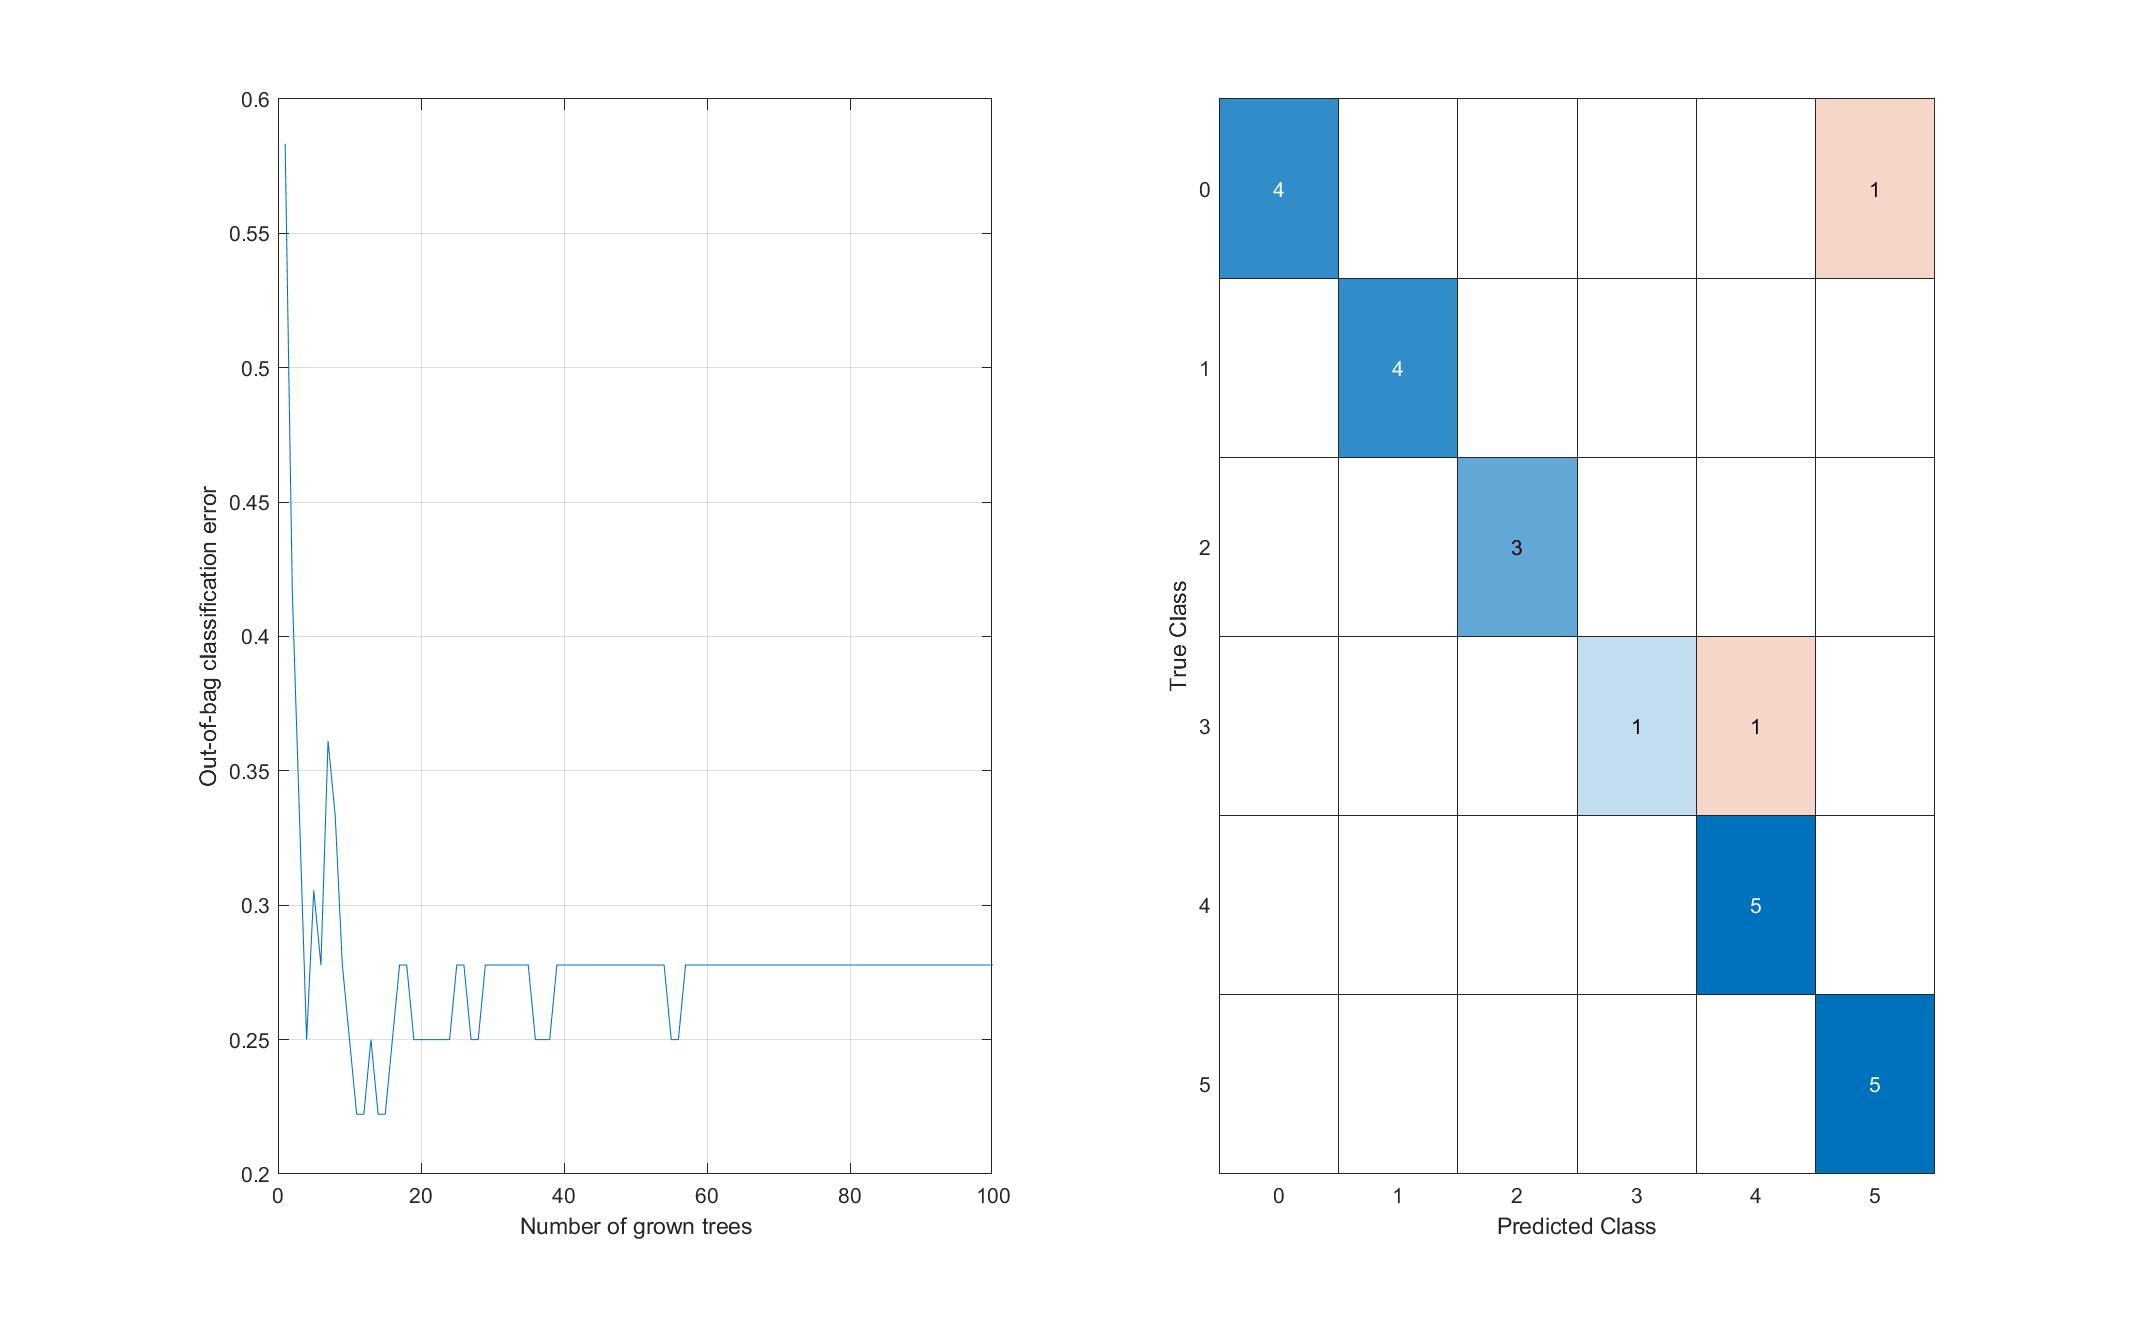 0.6
0.55
0.5
0.45
0.4
0.35
0.3
0.25
0.2
Out-of-bag classification error
0 20 40 60 80 100
Number of grown trees
True Class
0 4 1
1 4
2 3
3 1 1
4 5
5 5
0 1 2 3 4 5
Predicted Class